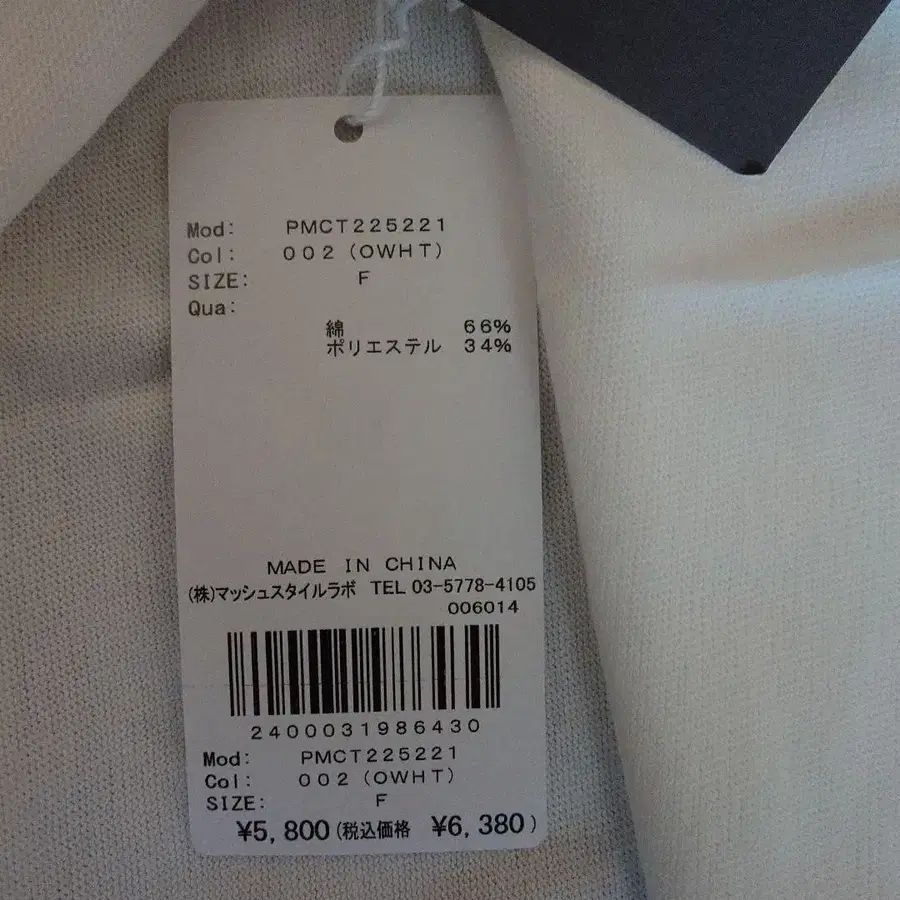 Mod: PMCT225221
Col: 002 (OWHT)
SIZE: F
Qua:
綿 66%
ポリエステル 34%
MADE IN CHINA
(株)マッシュスタイルラボ TEL 03-5778-4105
006014
2400031986430
Mod: PMCT225221
Col: 002 (OWHT)
SIZE: F
¥5,800 (税込価格 ¥6,380)